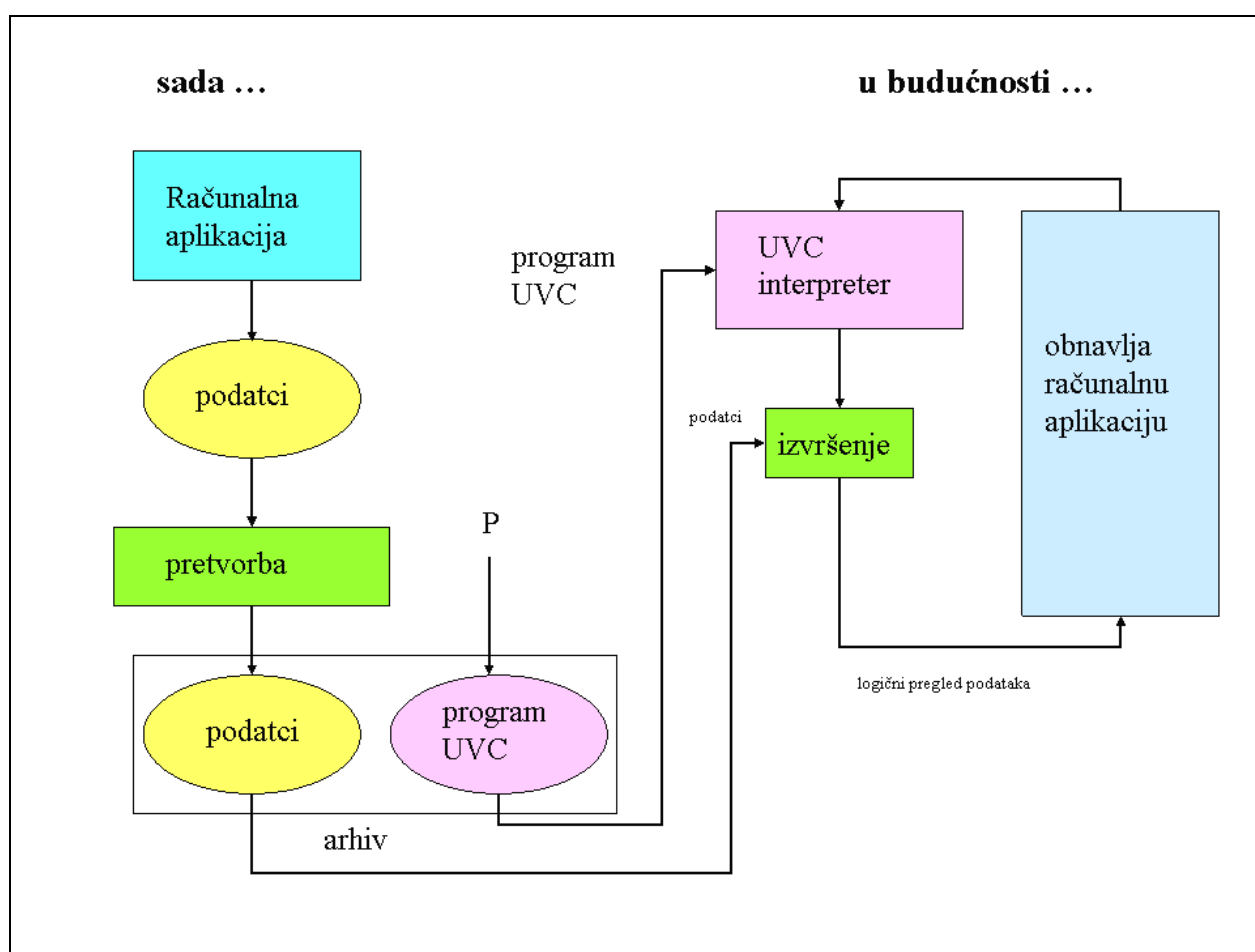 sada …
u budućnosti …
Računalna
aplikacija
podatci
pretvorba
P
podatci
program
UVC
arhiv
program
UVC
UVC
interpreter
podatci
izvršenje
obnavlja
računalnu
aplikaciju
logični pregled podataka